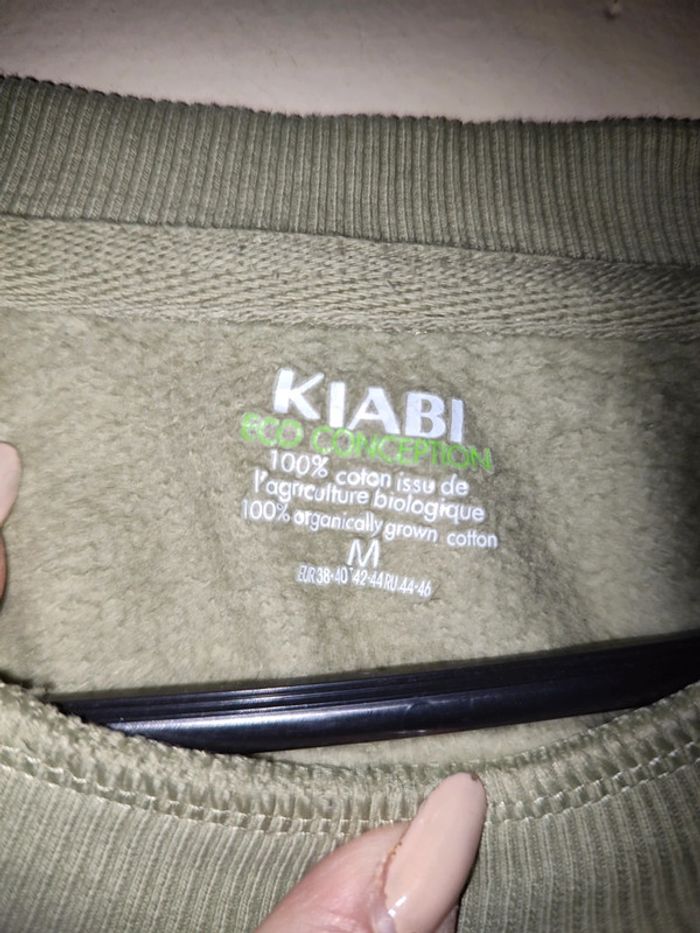 KIABI
ECO CONCEPTION
100% coton issu de
l'agriculture biologique
100% organically grown cotton
M
EUR 38-40 42-44 RU 44-46